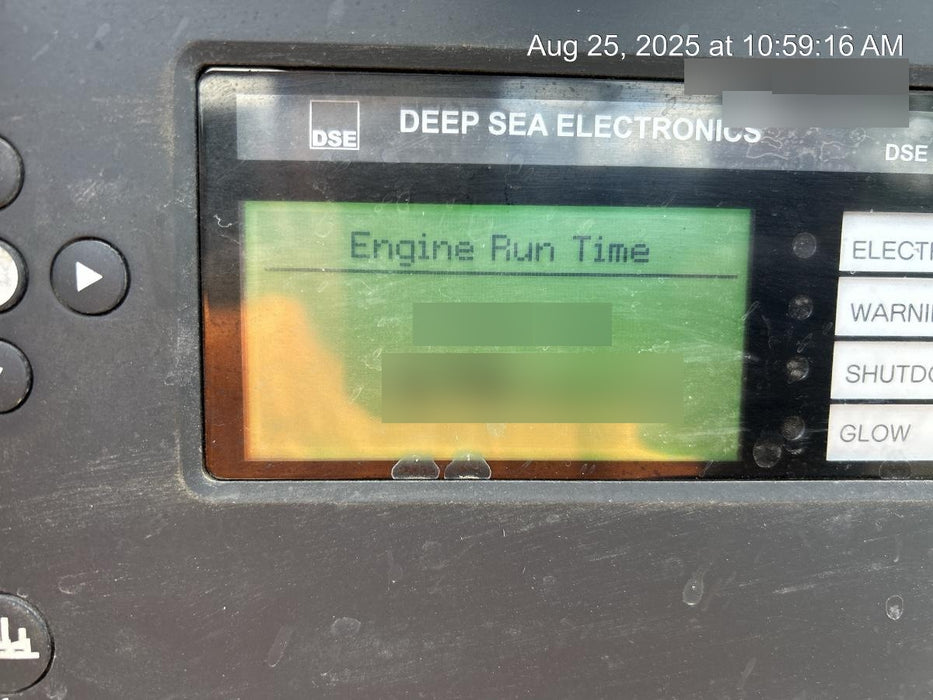 Aug 25, 2025 at 10:59:16 AM
DSE
DEEP SEA ELECTRONICS
DSE
Engine Run Time
ELECT
WARNI
SHUTDO
GLOW